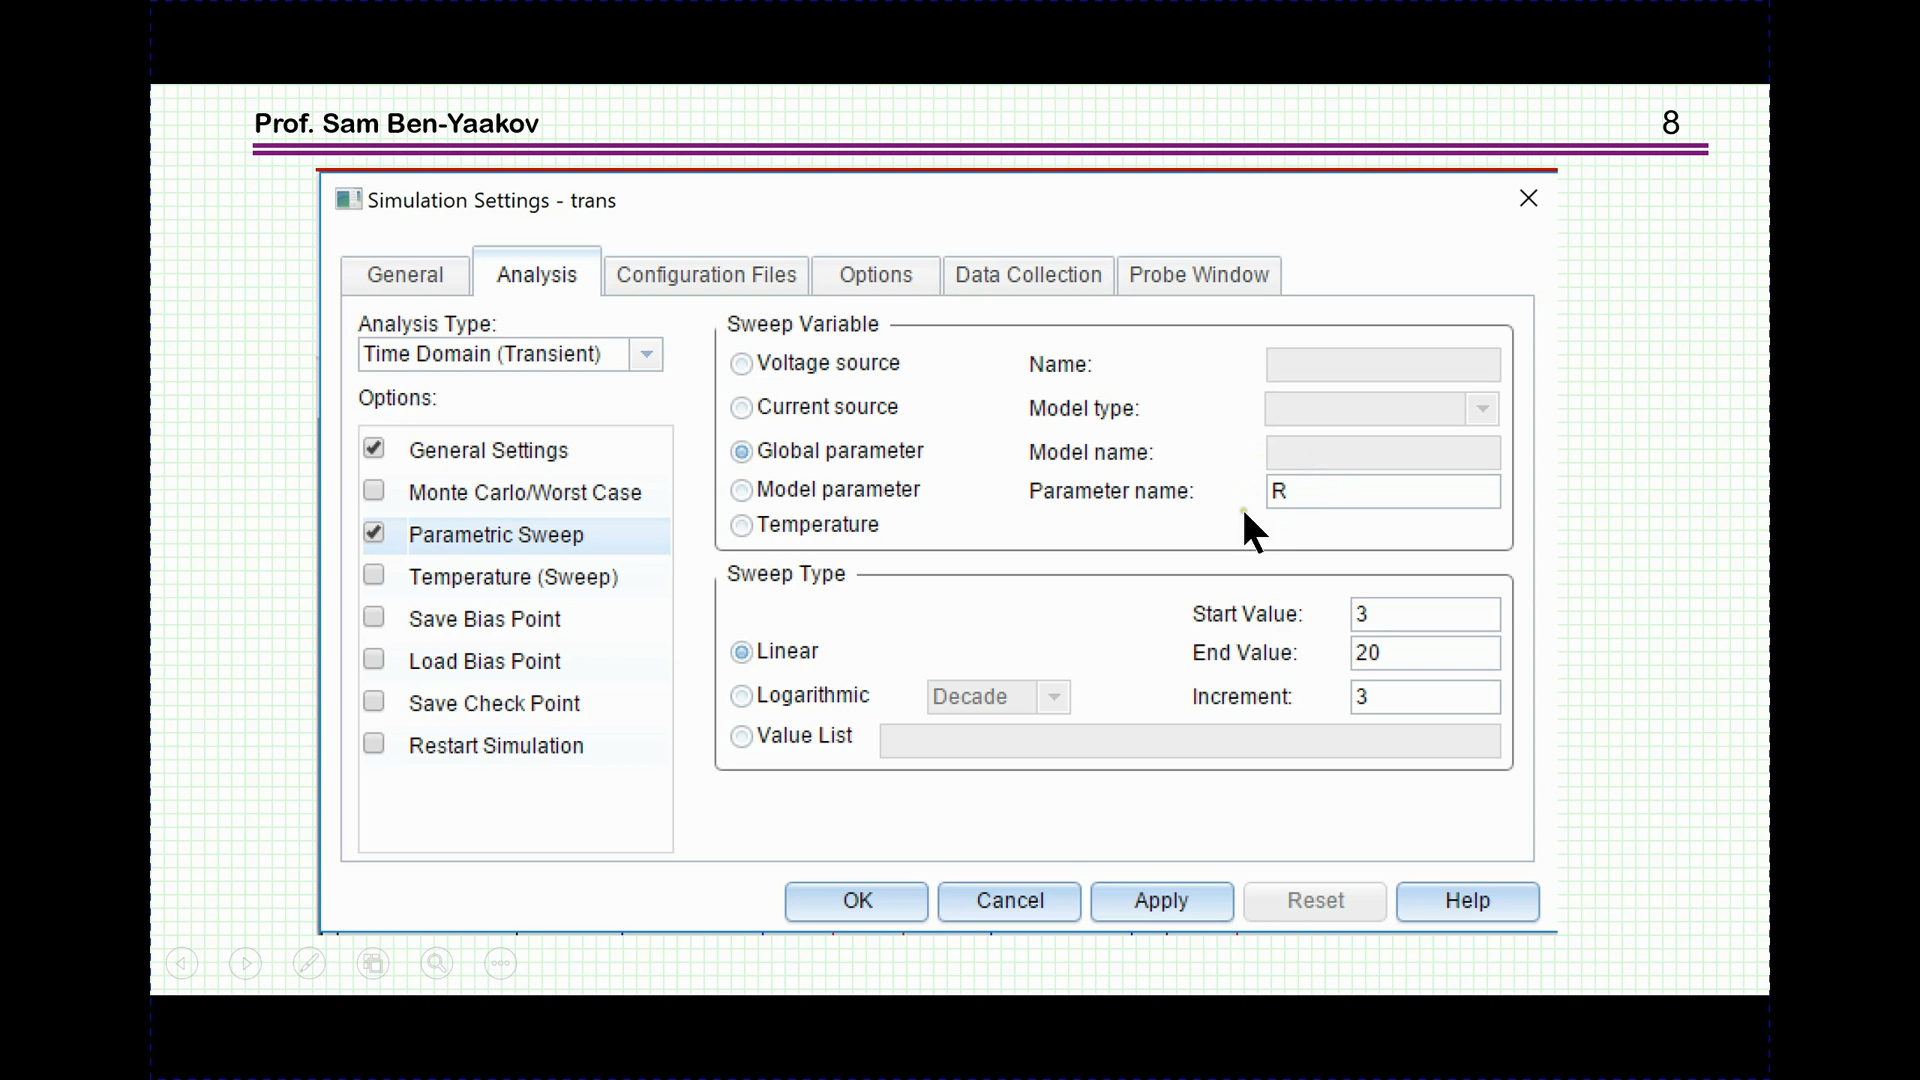 Prof. Sam Ben-Yaakov
8
Simulation Settings - trans
General
Analysis
Configuration Files
Options
Data Collection
Probe Window
Analysis Type:
Time Domain (Transient)
Options:
General Settings
Monte Carlo/Worst Case
Parametric Sweep
Temperature (Sweep)
Save Bias Point
Load Bias Point
Save Check Point
Restart Simulation
Sweep Variable
Voltage source
Name:
Current source
Model type:
Global parameter
Model name:
Model parameter
Parameter name:
R
Temperature
Sweep Type
Start Value:
3
Linear
End Value:
20
Logarithmic
Decade
Increment:
3
Value List
OK
Cancel
Apply
Reset
Help